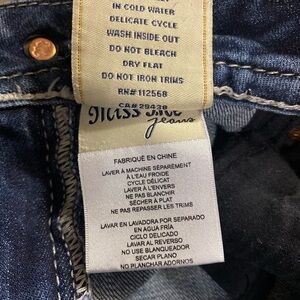 IN COLD WATER
DELICATE CYCLE
WASH INSIDE OUT
DO NOT BLEACH
DRY FLAT
DO NOT IRON TRIMS
RN#112568
CA#29430
Miss Me
jeans
FABRIQUÉ EN CHINE
LAVER À MACHINE SÉPARÉMENT
À L'EAU FROIDE
CYCLE DÉLICAT
LAVER À L'ENVERS
NE PAS BLANCHIR
SÉCHER À PLAT
NE PAS REPASSER LES TRIMS
LAVAR EN LAVADORA POR SEPARADO
EN AGUA FRÍA
CICLO DELICADO
LAVAR AL REVERSO
NO USE BLANQUEADOR
SECAR PLANO
NO PLANCHAR ADORNOS